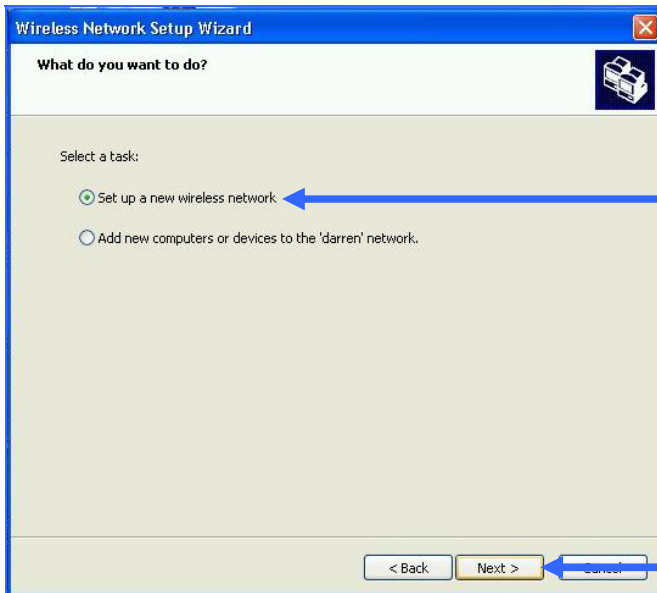 Wireless Network Setup Wizard
What do you want to do?
Select a task:
Set up a new wireless network
Add new computers or devices to the 'darren' network.
< Back Next > Cancel